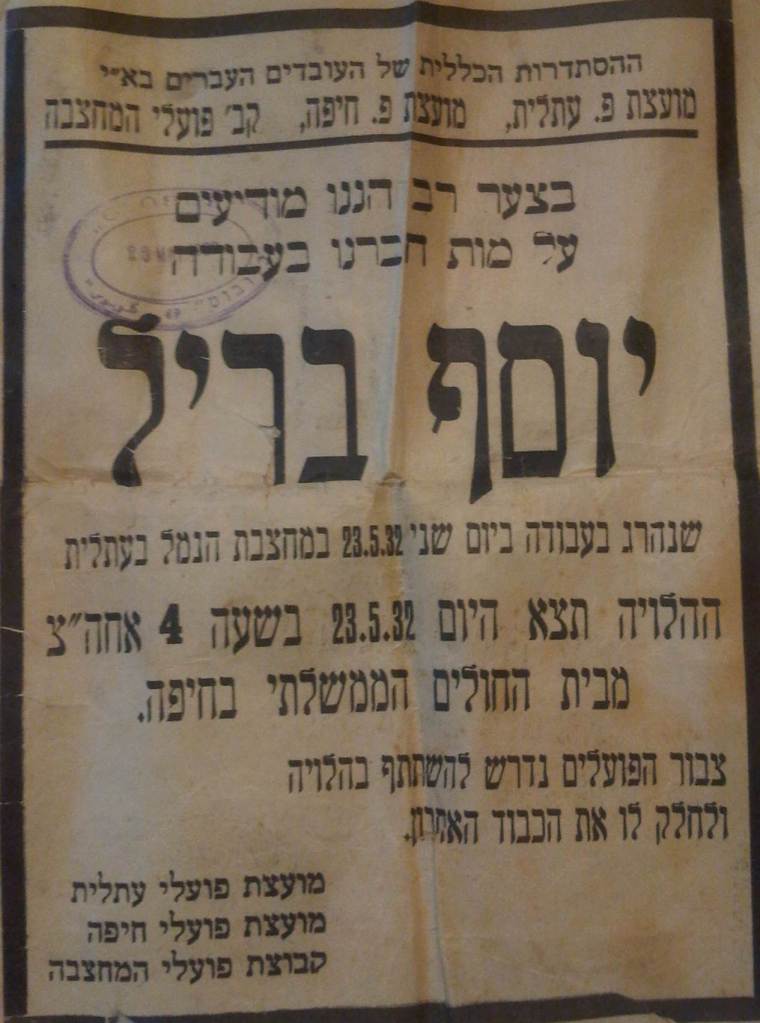 ההסתדרות הכללית של העובדים העברים בא״י
מועצת פ. עתלית, מועצת פ. חיפה, קב׳ פועלי המחצבה
בצער רב הננו מודיעים
על מות חברנו בעבודה
יוסף בריל
שנהרג בעבודה ביום שני 23.5.32 במחצבת הנמל בעתלית
ההלויה תצא היום 23.5.32 בשעה 4 אחה״צ
מבית החולים הממשלתי בחיפה.
צבור הפועלים נדרש להשתתף בהלויה
ולחלק לו את הכבוד האחרון.
מועצת פועלי עתלית
מועצת פועלי חיפה
קבוצת פועלי המחצבה